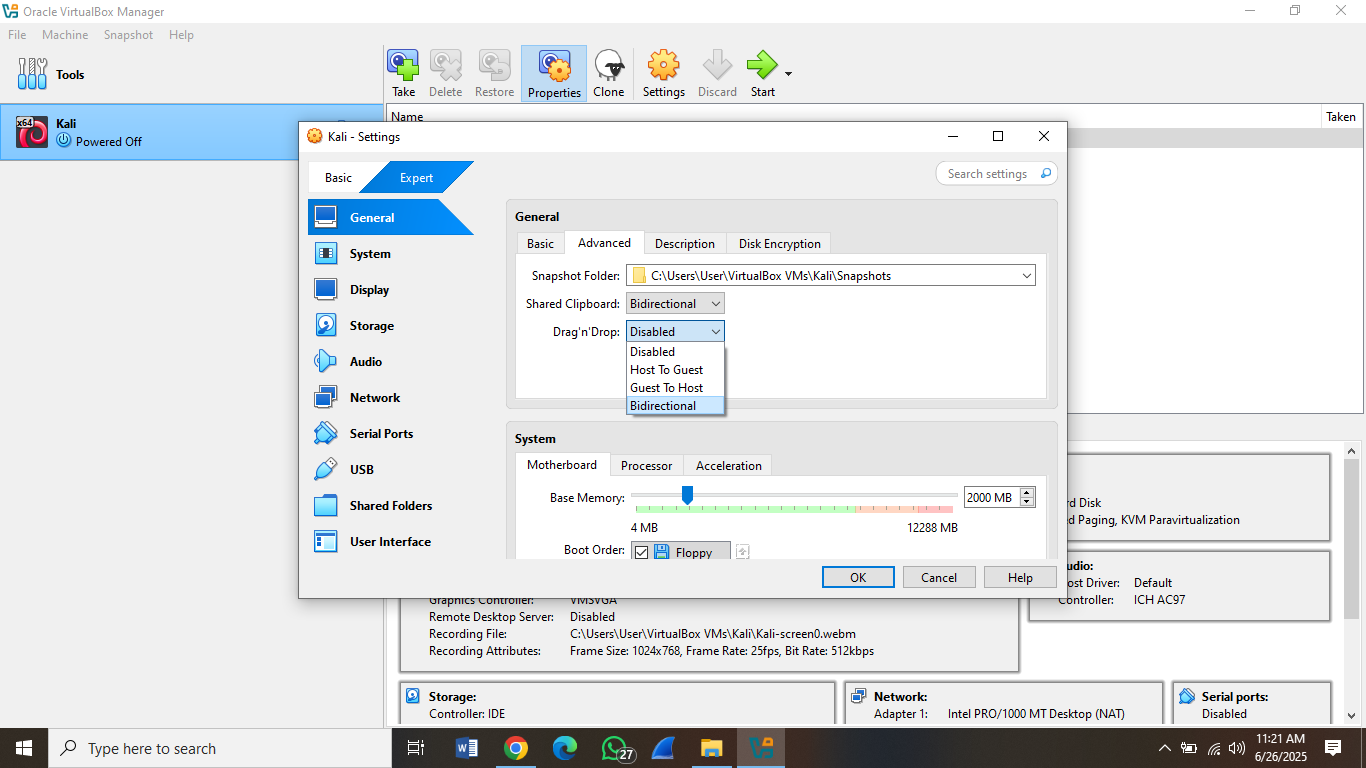 Oracle VirtualBox Manager
File Machine Snapshot Help
Tools
Take Delete Restore Properties Clone Settings Discard Start
x64
Kali
Powered Off
Name Taken
Kali - Settings
Basic Expert
Search settings
General
System
Display
Storage
Audio
Network
Serial Ports
USB
Shared Folders
User Interface
General
Basic Advanced Description Disk Encryption
Snapshot Folder: C:\Users\User\VirtualBox VMs\Kali\Snapshots
Shared Clipboard: Bidirectional
Drag'n'Drop: Disabled
Disabled
Host To Guest
Guest To Host
Bidirectional
System
Motherboard Processor Acceleration
Base Memory: 2000 MB
4 MB 12288 MB
Boot Order: Floppy
OK Cancel Help
Disk
Paging, KVM Paravirtualization
Driver: Default
Controller: ICH AC97
Graphics Controller: VMSVGA
Remote Desktop Server: Disabled
Recording File: C:\Users\User\VirtualBox VMs\Kali\Kali-screen0.webm
Recording Attributes: Frame Size: 1024x768, Frame Rate: 25fps, Bit Rate: 512kbps
Storage:
Controller: IDE
Network:
Adapter 1: Intel PRO/1000 MT Desktop (NAT)
Serial ports:
Disabled
Type here to search
27
11:21 AM
6/26/2025